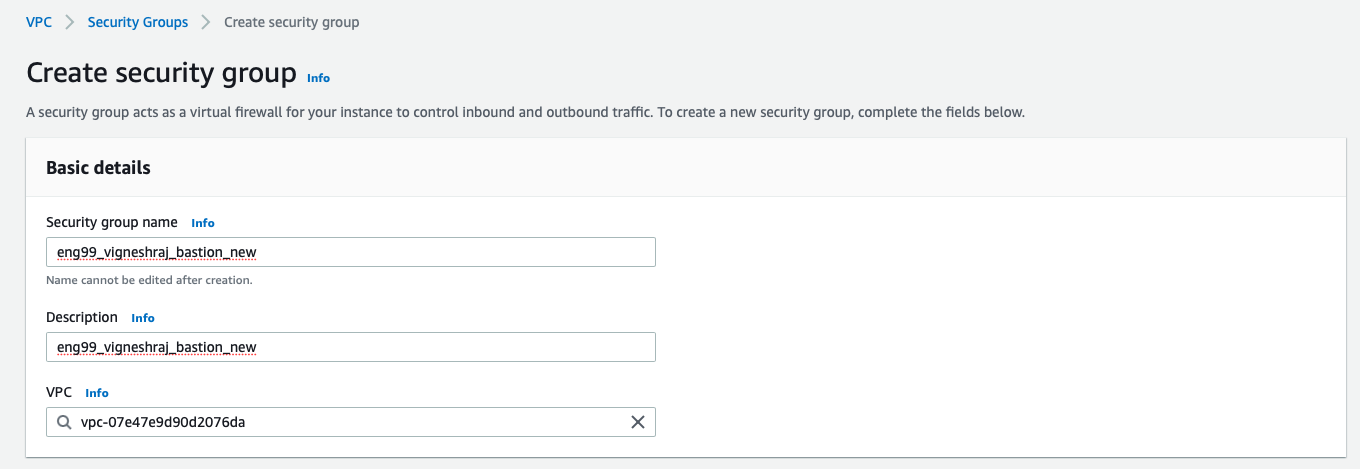 VPC > Security Groups > Create security group
Create security group Info
A security group acts as a virtual firewall for your instance to control inbound and outbound traffic. To create a new security group, complete the fields below.
Basic details
Security group name Info
eng99_vigneshraj_bastion_new
Name cannot be edited after creation.
Description Info
eng99_vigneshraj_bastion_new
VPC Info
vpc-07e47e9d90d2076da